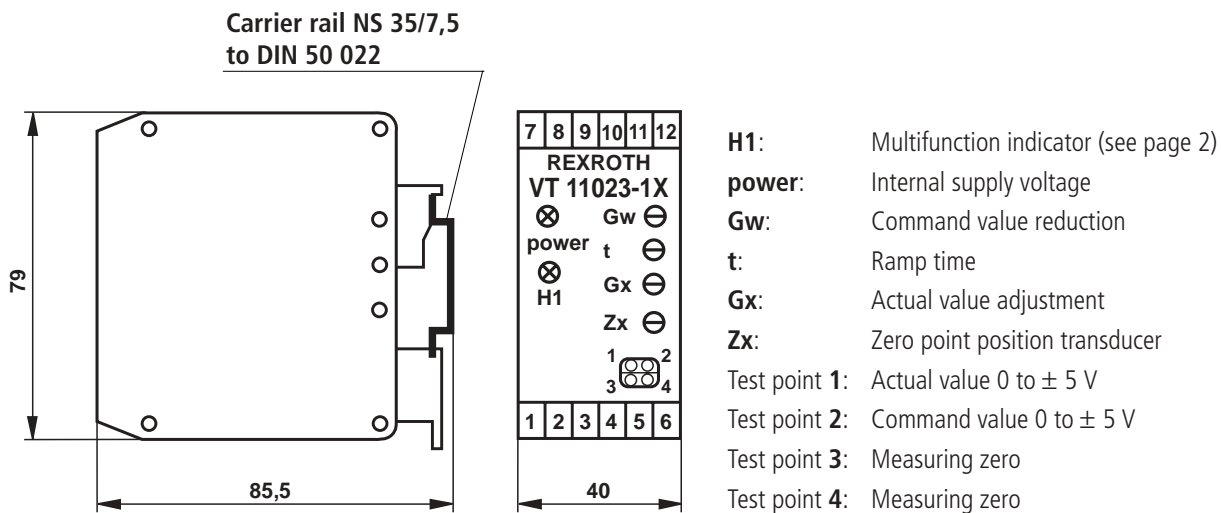 Carrier rail NS 35/7,5
to DIN 50 022
79
85,5
7 8 9 10 11 12
REXROTH
VT 11023-1X
Gw
power
t
H1
Gx
Zx
1 2
3 4
1 2 3 4 5 6
40
H1: Multifunction indicator (see page 2)
power: Internal supply voltage
Gw: Command value reduction
t: Ramp time
Gx: Actual value adjustment
Zx: Zero point position transducer
Test point 1: Actual value 0 to ± 5 V
Test point 2: Command value 0 to ± 5 V
Test point 3: Measuring zero
Test point 4: Measuring zero